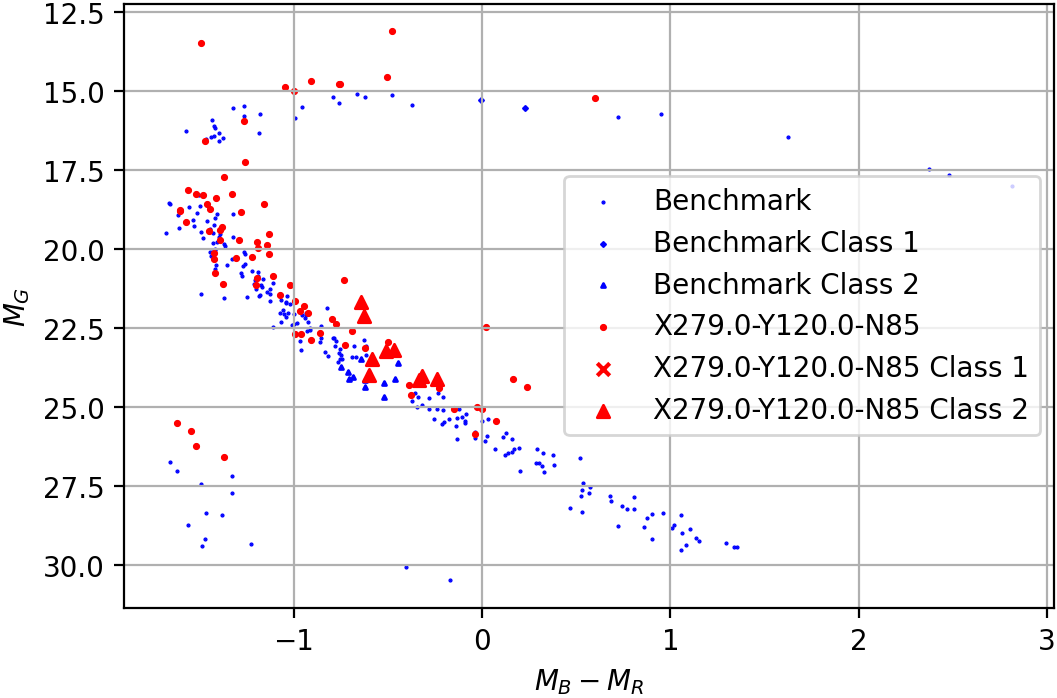 12.5
15.0
17.5
20.0
22.5
25.0
27.5
30.0
M_G
Benchmark
Benchmark Class 1
Benchmark Class 2
X279.0-Y120.0-N85
X279.0-Y120.0-N85 Class 1
X279.0-Y120.0-N85 Class 2
−1
0
1
2
3
M_B − M_R